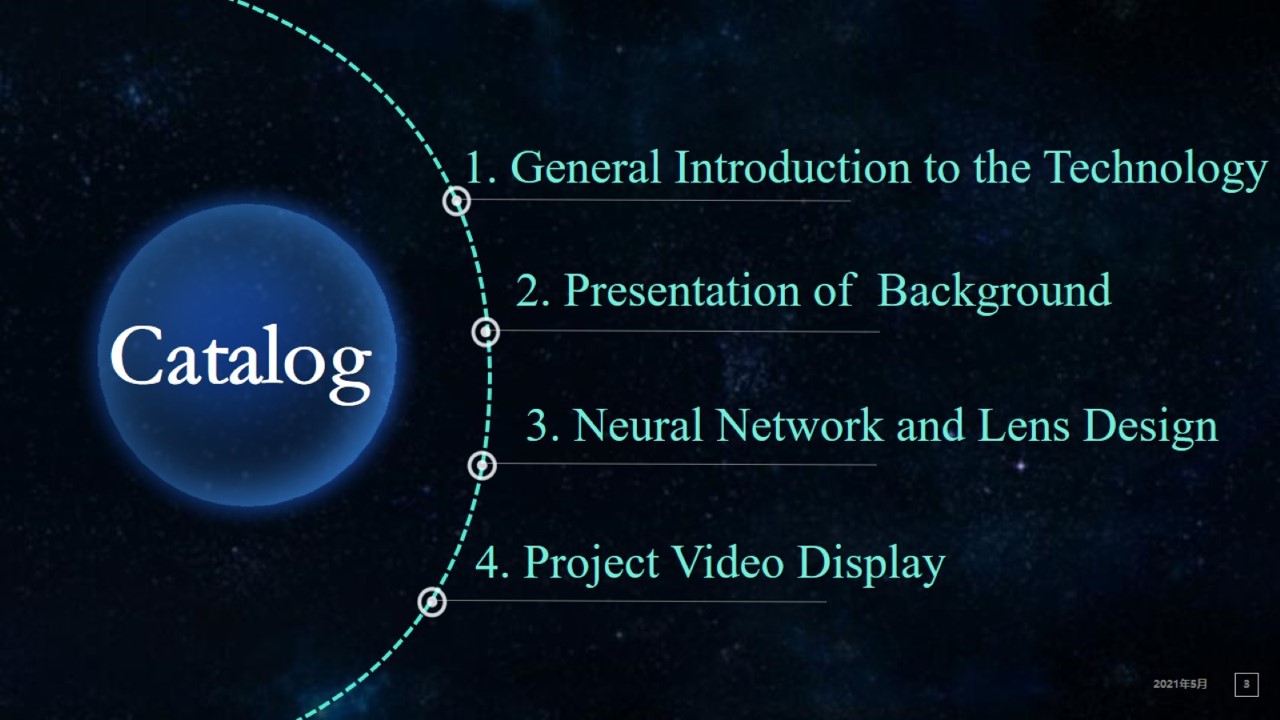 Catalog
1. General Introduction to the Technology
2. Presentation of Background
3. Neural Network and Lens Design
4. Project Video Display
2021年5月
3